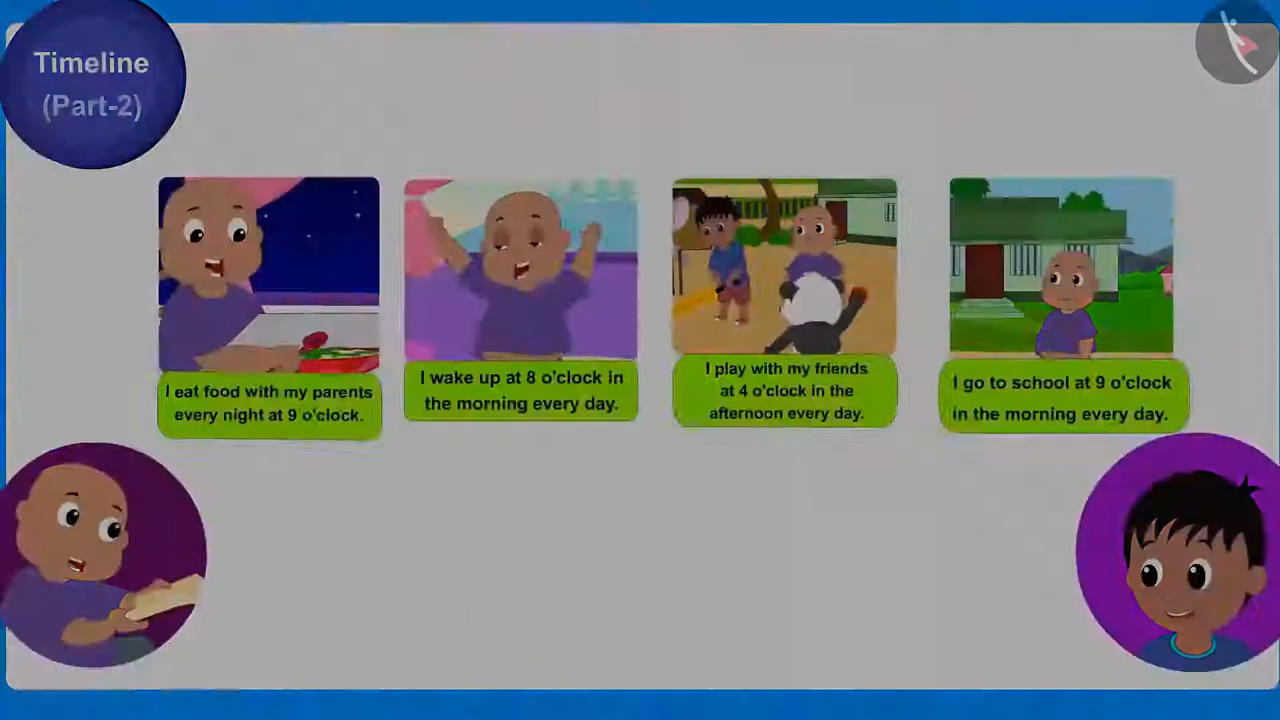 Timeline
(Part-2)
I eat food with my parents
every night at 9 o'clock.
I wake up at 8 o'clock in
the morning every day.
I play with my friends
at 4 o'clock in the
afternoon every day.
I go to school at 9 o'clock
in the morning every day.